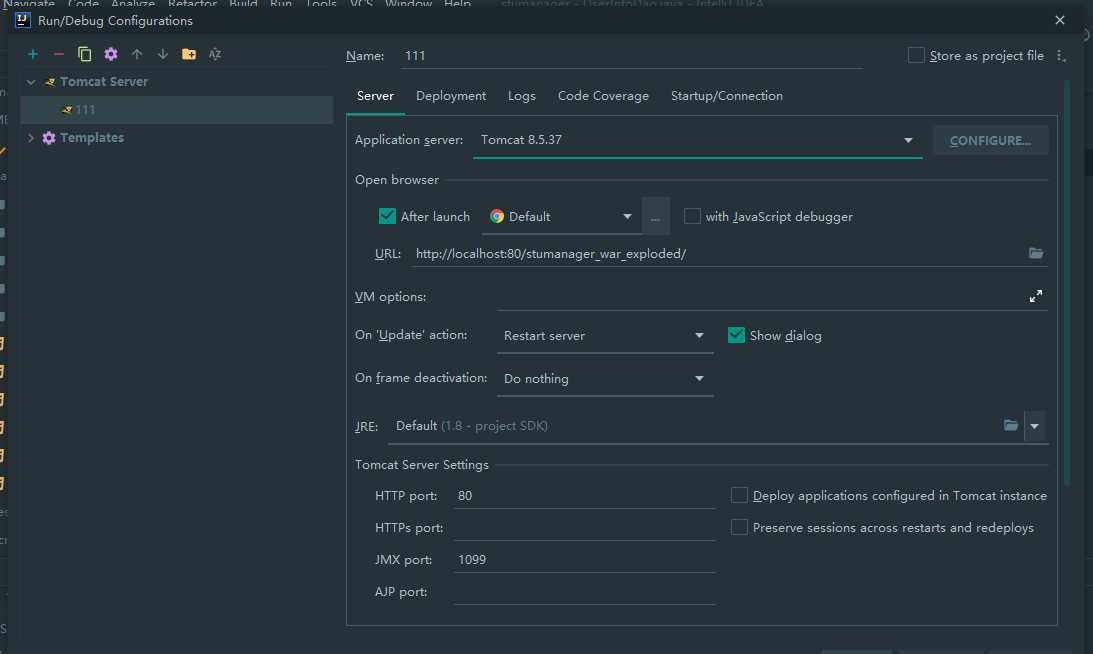 Navigate Code Analyze Refactor Build Run Tools VCS Window Help stumanager - UserIntoDao.java - IntelliJ IDEA
Run/Debug Configurations
Name: 111 Store as project file
Tomcat Server
111
Templates
Server Deployment Logs Code Coverage Startup/Connection
Application server: Tomcat 8.5.37 CONFIGURE...
Open browser
After launch Default ... with JavaScript debugger
URL: http://localhost:80/stumanager_war_exploded/
VM options:
On 'Update' action: Restart server Show dialog
On frame deactivation: Do nothing
JRE: Default (1.8 - project SDK)
Tomcat Server Settings
HTTP port: 80 Deploy applications configured in Tomcat instance
HTTPs port: Preserve sessions across restarts and redeploys
JMX port: 1099
AJP port: